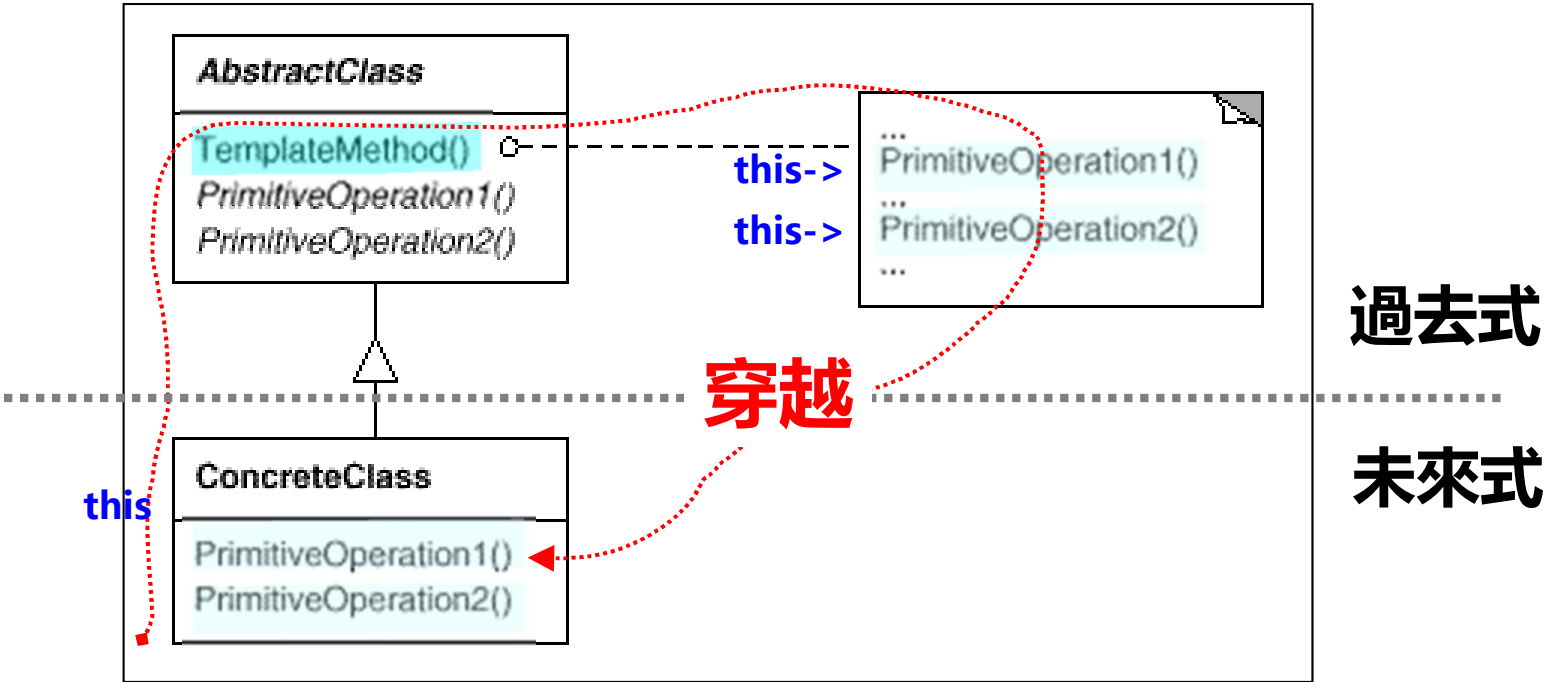 AbstractClass
TemplateMethod()
PrimitiveOperation1()
PrimitiveOperation2()
...
this-> PrimitiveOperation1()
...
this-> PrimitiveOperation2()
...
過去式
穿越
未來式
this
ConcreteClass
PrimitiveOperation1()
PrimitiveOperation2()